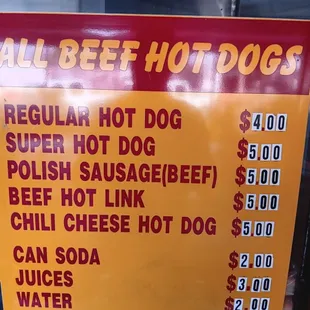 ALL BEEF HOT DOGS
REGULAR HOT DOG $4.00
SUPER HOT DOG $5.00
POLISH SAUSAGE(BEEF) $5.00
BEEF HOT LINK $5.00
CHILI CHEESE HOT DOG $5.00
CAN SODA $2.00
JUICES $3.00
WATER $2.00